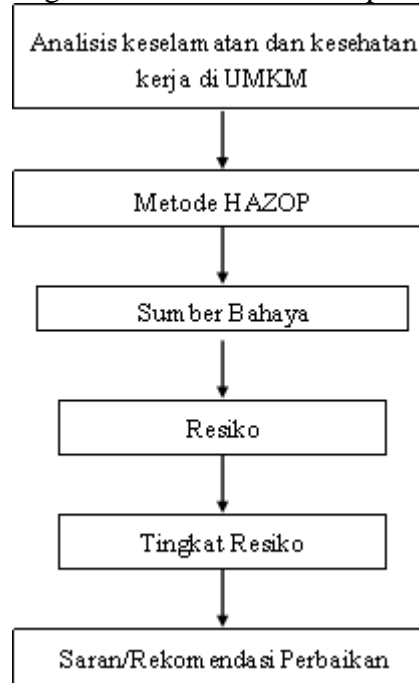 Analisis keselamatan dan kesehatan
kerja di UMKM
Metode HAZOP
Sumber Bahaya
Resiko
Tingkat Resiko
Saran/Rekomendasi Perbaikan